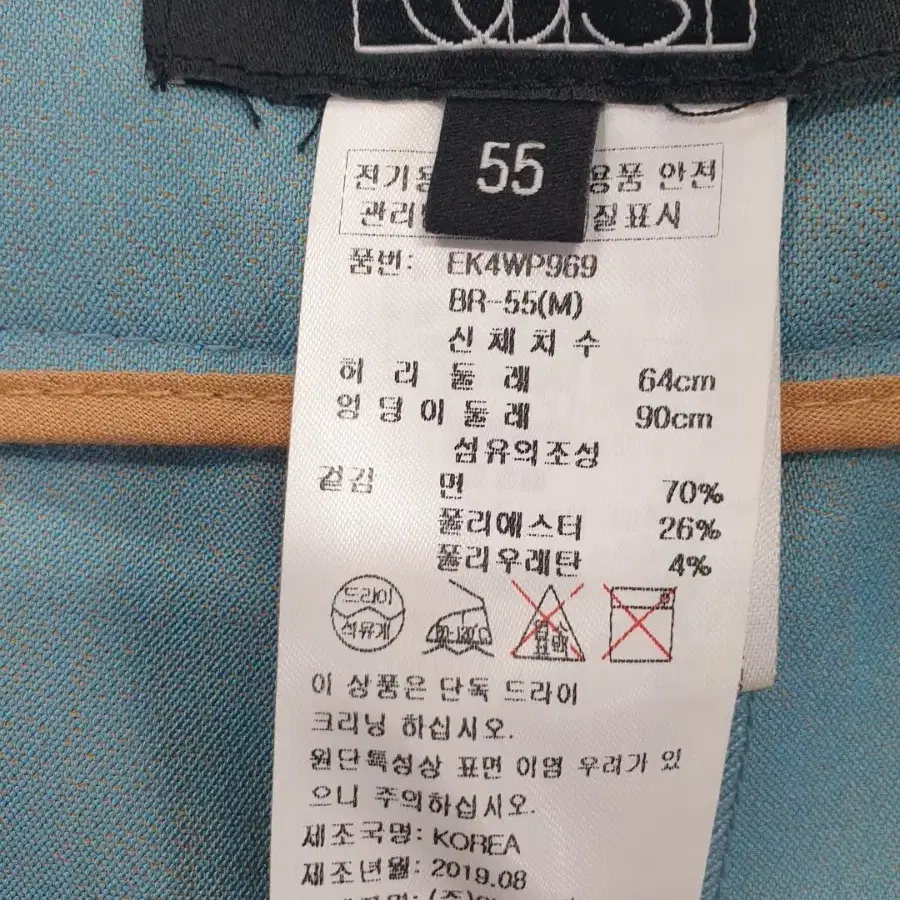 55
전기용 용품 안전
관리 질표시
품번: EK4WP969
BR-55(M)
신체치수
허리둘레 64cm
엉덩이둘레 90cm
섬유의조성
겉감 면 70%
폴리에스터 26%
폴리우레탄 4%
드라이
석유계
80-120℃
이 상품은 단독 드라이
크리닝 하십시오.
원단특성상 표면 이염 우려가 있
으니 주의하십시오.
제조국명: KOREA
제조년월: 2019.08